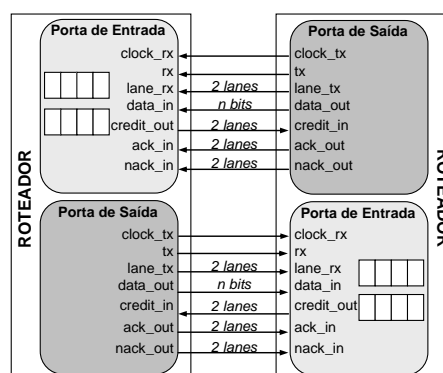 Porta de Entrada
clock_rx
rx
lane_rx
data_in
credit_out
ack_in
nack_in
2 lanes
n bits
2 lanes
2 lanes
2 lanes
Porta de Saída
clock_tx
tx
lane_tx
data_out
credit_in
ack_out
nack_out
ROTEADOR
ROTEADOR
Porta de Saída
clock_tx
tx
lane_tx
data_out
credit_in
ack_out
nack_out
2 lanes
n bits
2 lanes
2 lanes
2 lanes
Porta de Entrada
clock_rx
rx
lane_rx
data_in
credit_out
ack_in
nack_in